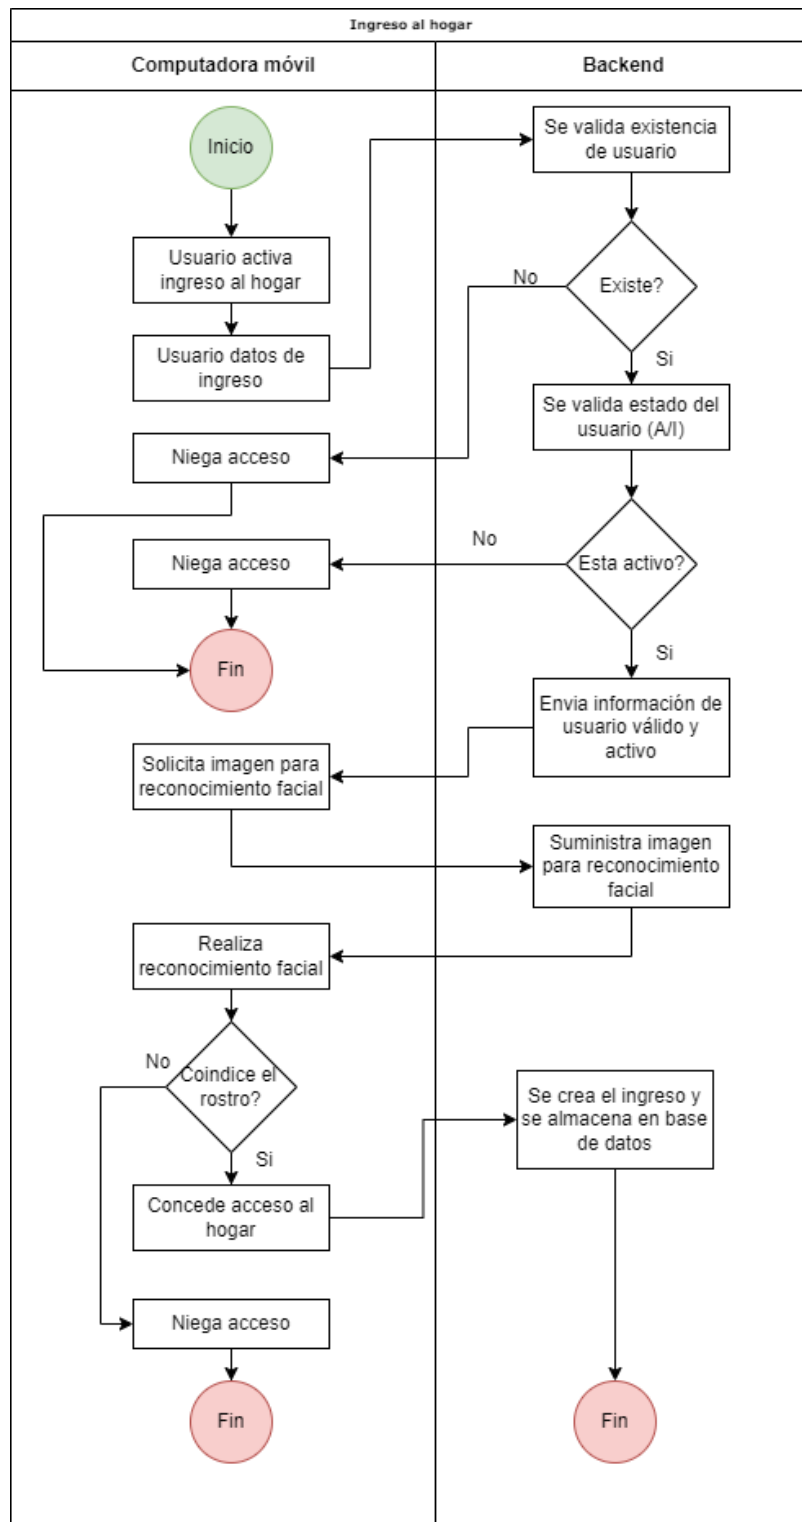 Ingreso al hogar
Computadora móvil
Backend
Inicio
Se valida existencia
de usuario
Usuario activa
ingreso al hogar
No
Existe?
Usuario datos de
ingreso
Si
Se valida estado del
usuario (A/I)
Niega acceso
No
Niega acceso
Esta activo?
Si
Fin
Envia información de
usuario válido y
activo
Solicita imagen para
reconocimiento facial
Suministra imagen
para reconocimiento
facial
Realiza
reconocimiento facial
No
Coindice el
rostro?
Si
Se crea el ingreso y
se almacena en base
de datos
Concede acceso al
hogar
Niega acceso
Fin
Fin